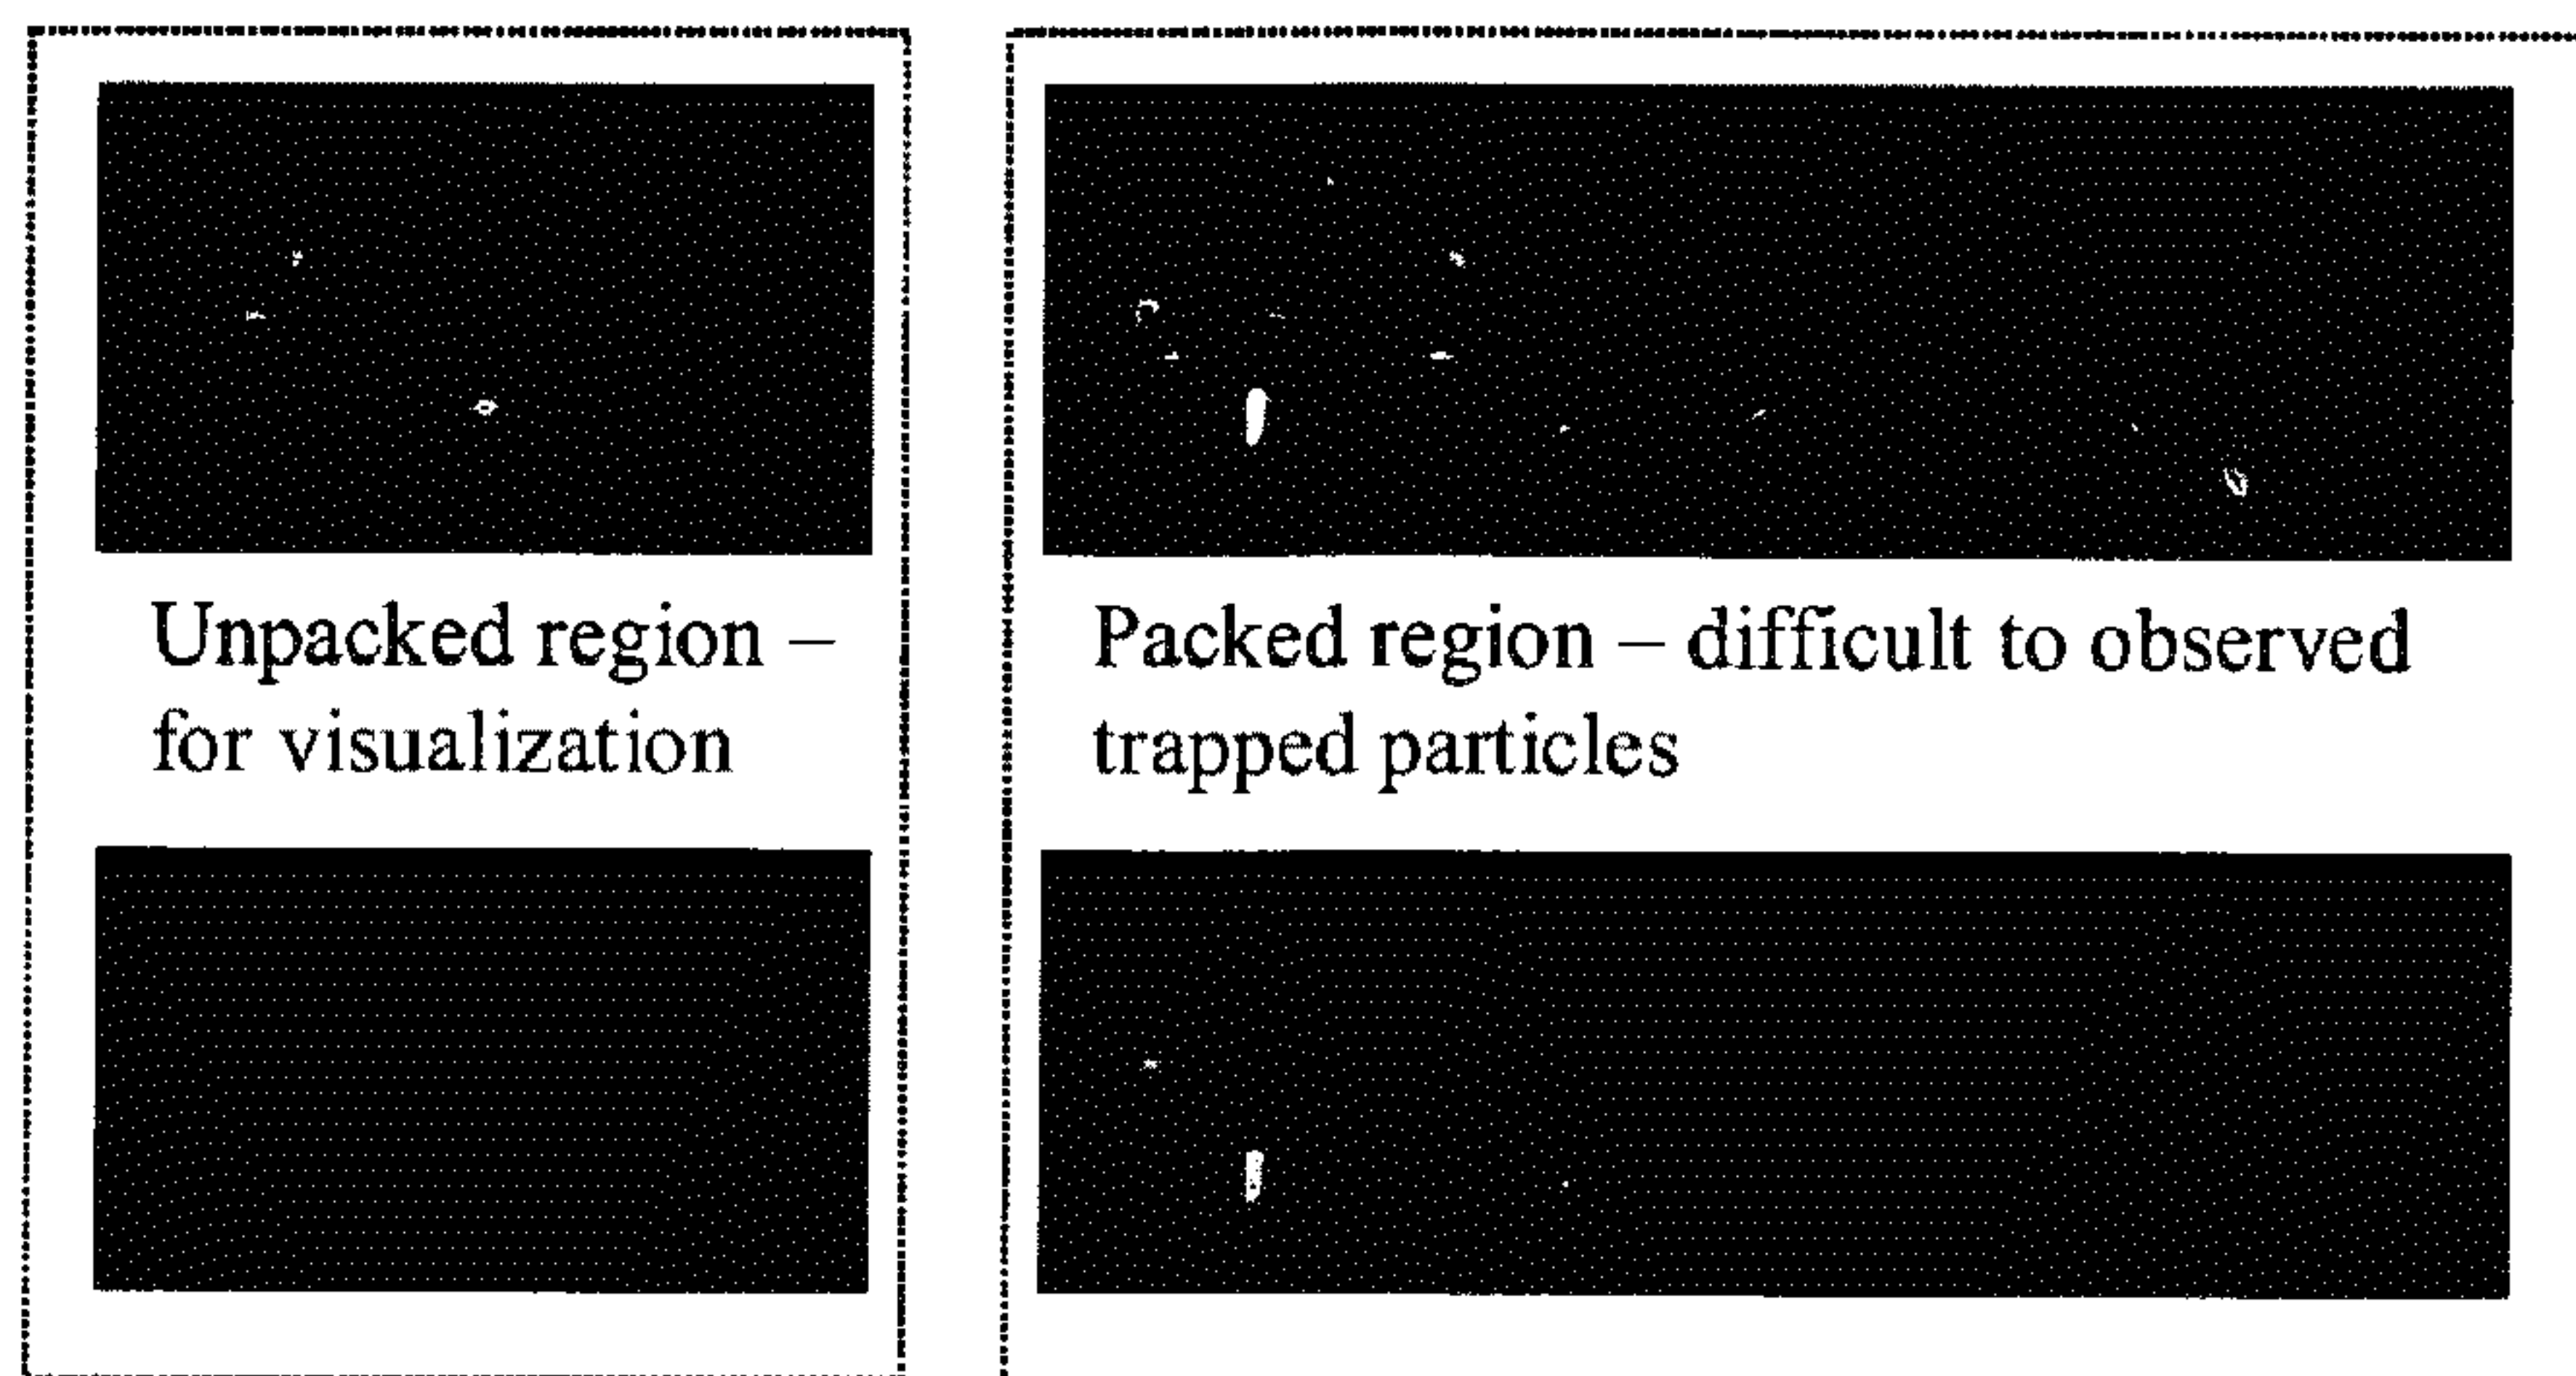 Unpacked region –
for visualization
Packed region – difficult to observed
trapped particles